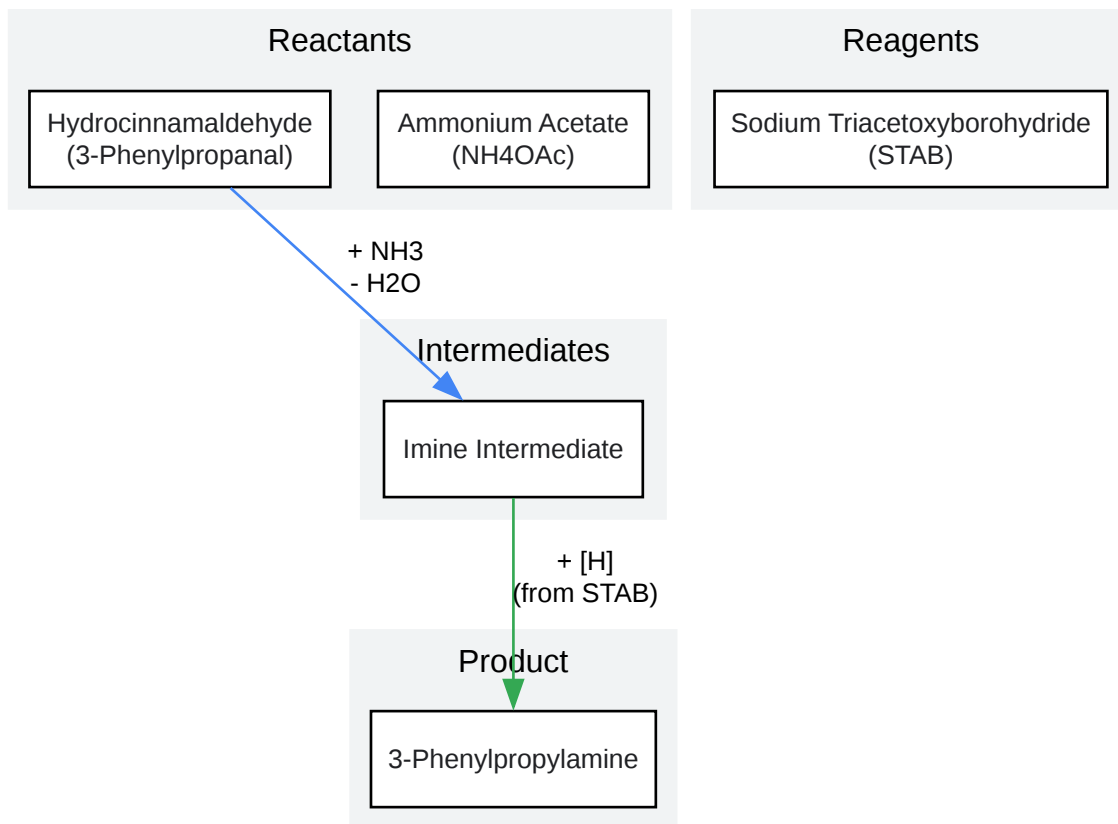 Reactants
Hydrocinnamaldehyde
(3-Phenylpropanal)
Ammonium Acetate
(NH4OAc)
Reagents
Sodium Triacetoxyborohydride
(STAB)
+ NH3
- H2O
Intermediates
Imine Intermediate
+ [H]
(from STAB)
Product
3-Phenylpropylamine